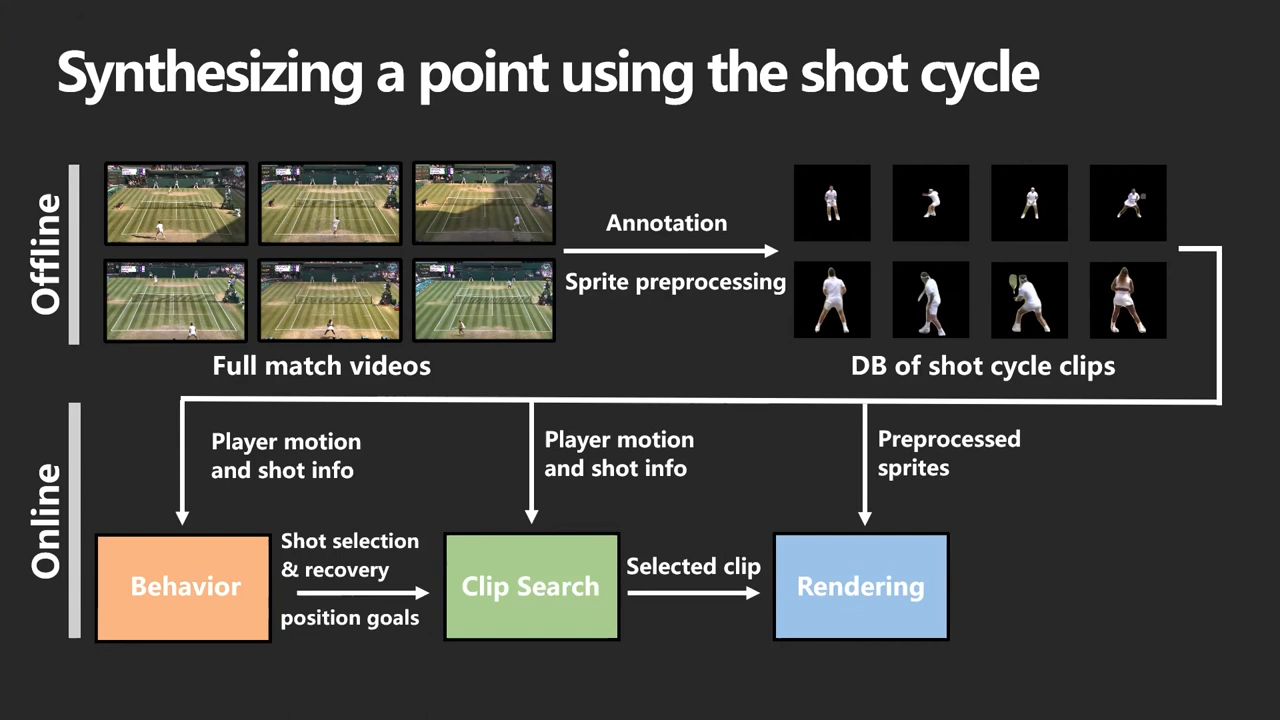 Synthesizing a point using the shot cycle
Offline
Annotation
Sprite preprocessing
Full match videos
DB of shot cycle clips
Online
Player motion
and shot info
Player motion
and shot info
Preprocessed
sprites
Behavior
Shot selection
& recovery
position goals
Clip Search
Selected clip
Rendering